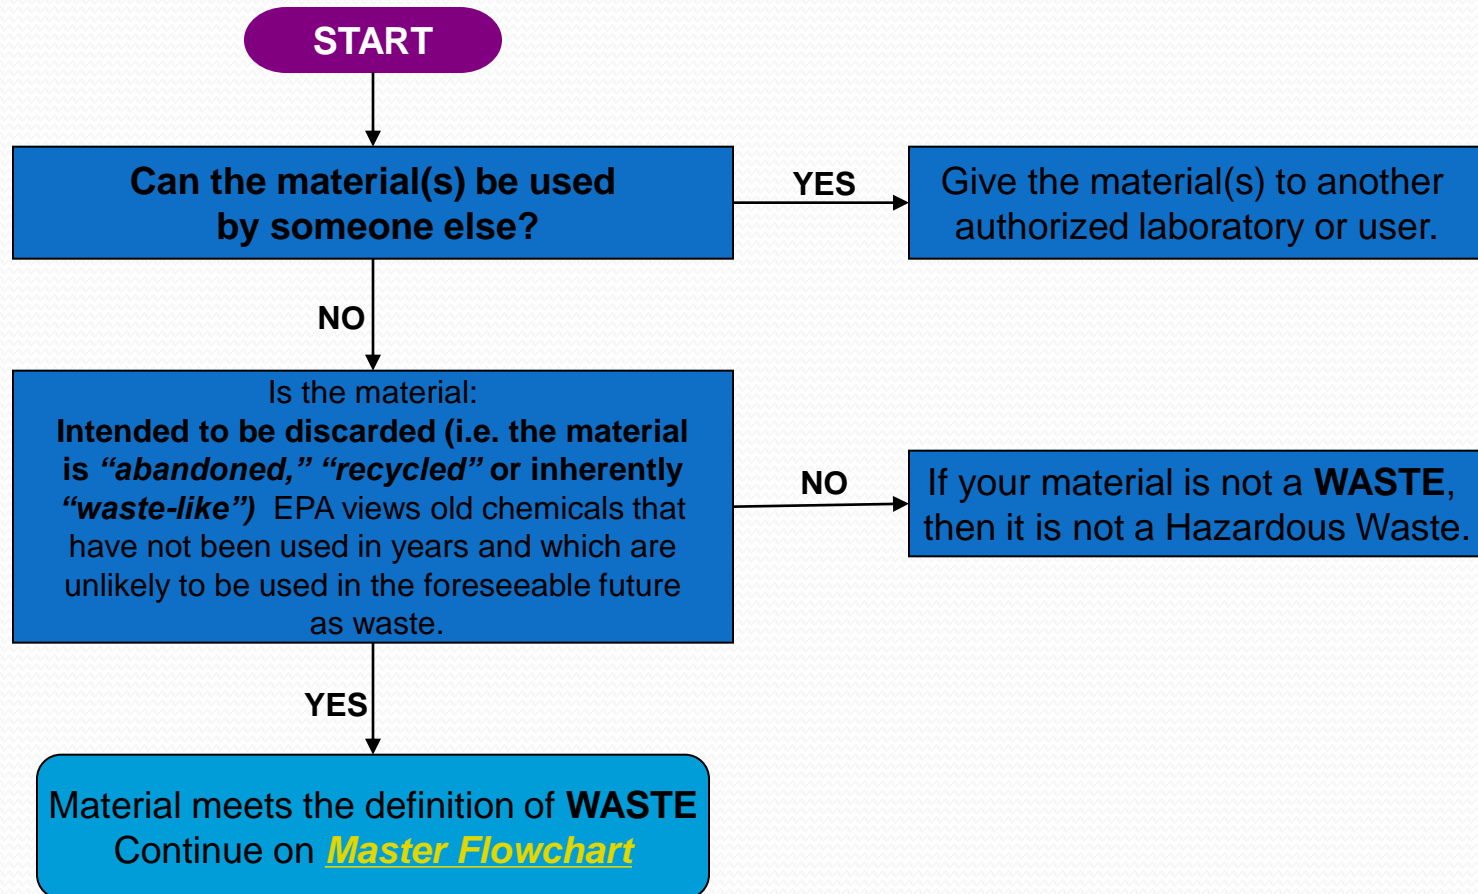 START
Can the material(s) be used
by someone else?
YES
Give the material(s) to another
authorized laboratory or user.
NO
Is the material:
Intended to be discarded (i.e. the material
is “abandoned,” “recycled” or inherently
“waste-like”) EPA views old chemicals that
have not been used in years and which are
unlikely to be used in the foreseeable future
as waste.
NO
If your material is not a WASTE,
then it is not a Hazardous Waste.
YES
Material meets the definition of WASTE
Continue on Master Flowchart